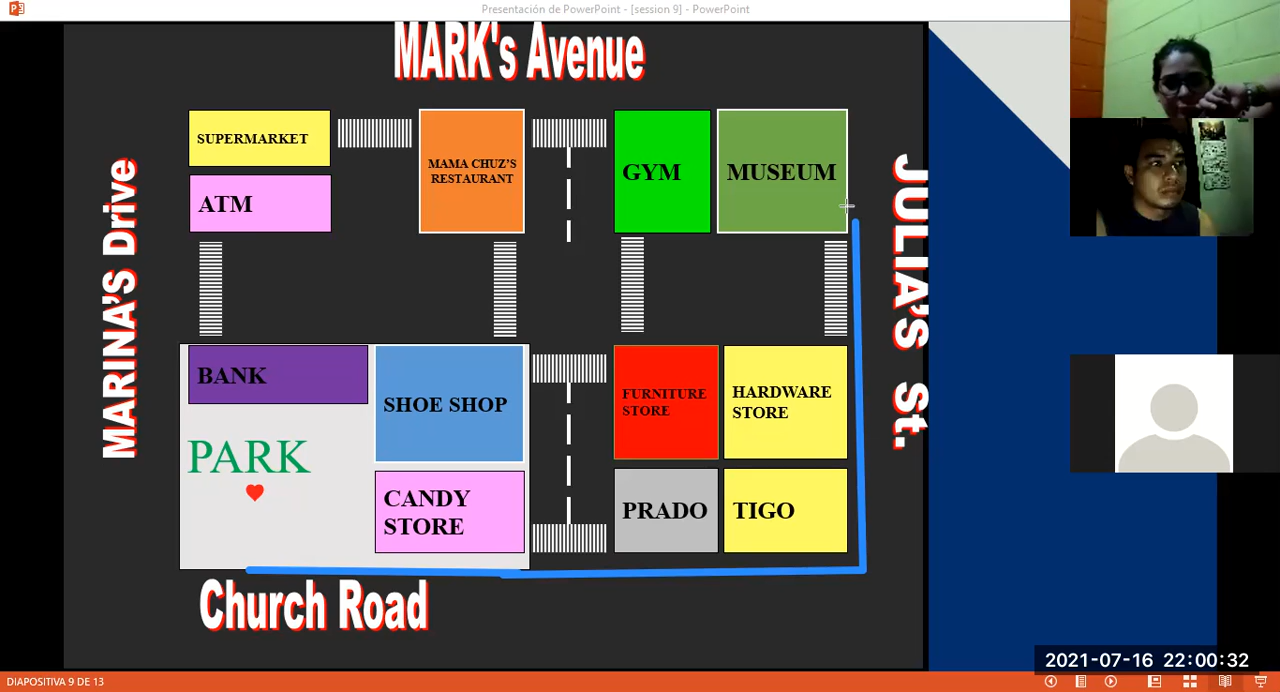 Presentación de PowerPoint - [session 9] - PowerPoint
MARK's Avenue
SUPERMARKET
ATM
MAMA CHUZ'S
RESTAURANT
GYM
MUSEUM
MARINA'S Drive
JULIA'S St.
BANK
PARK
SHOE SHOP
CANDY
STORE
FURNITURE
STORE
HARDWARE
STORE
PRADO
TIGO
Church Road
2021-07-16 22:00:32
DIAPOSITIVA 9 DE 13